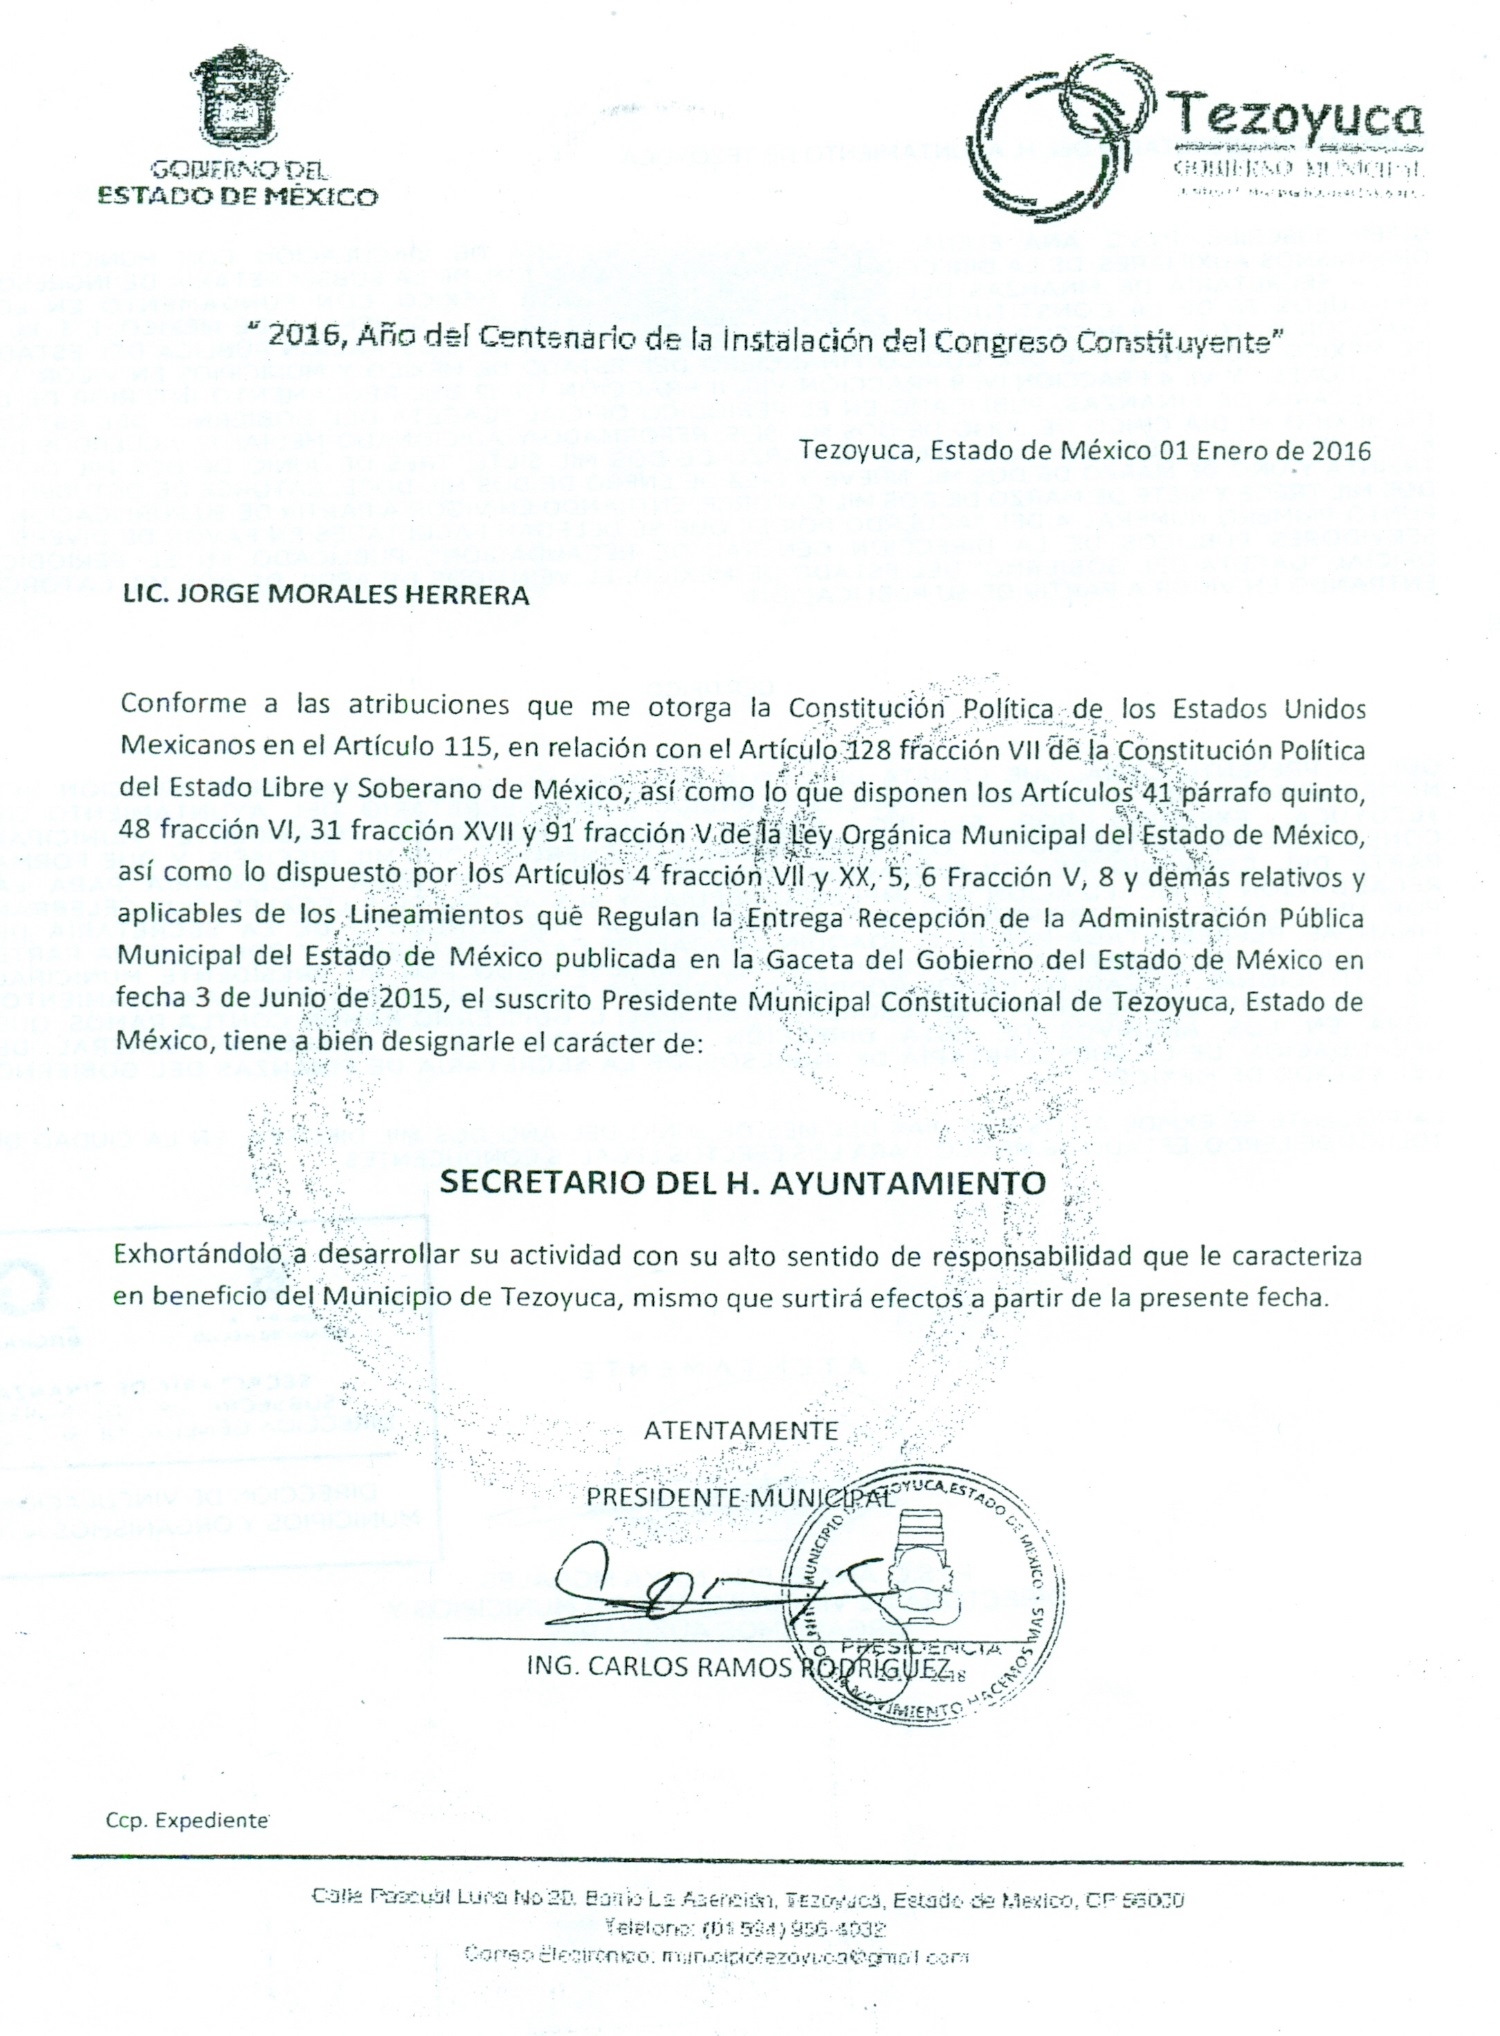 GOBIERNO DEL
ESTADO DE MÉXICO
Tezoyuca
GOBIERNO MUNICIPAL
“ 2016, Año del Centenario de la Instalación del Congreso Constituyente”
Tezoyuca, Estado de México 01 Enero de 2016
LIC. JORGE MORALES HERRERA
Conforme a las atribuciones que me otorga la Constitución Política de los Estados Unidos
Mexicanos en el Artículo 115, en relación con el Artículo 128 fracción VII de la Constitución Política
del Estado Libre y Soberano de México, así como lo que disponen los Artículos 41 párrafo quinto,
48 fracción VI, 31 fracción XVII y 91 fracción V de la Ley Orgánica Municipal del Estado de México,
así como lo dispuesto por los Artículos 4 fracción VII y XX, 5, 6 Fracción V, 8 y demás relativos y
aplicables de los Lineamientos que Regulan la Entrega Recepción de la Administración Pública
Municipal del Estado de México publicada en la Gaceta del Gobierno del Estado de México en
fecha 3 de Junio de 2015, el suscrito Presidente Municipal Constitucional de Tezoyuca, Estado de
México, tiene a bien designarle el carácter de:
SECRETARIO DEL H. AYUNTAMIENTO
Exhortándolo a desarrollar su actividad con su alto sentido de responsabilidad que le caracteriza
en beneficio del Municipio de Tezoyuca, mismo que surtirá efectos a partir de la presente fecha.
ATENTAMENTE
PRESIDENTE MUNICIPAL
MUNICIPIO TEZOYUCA, ESTADO DE MEXICO
PRESIDENCIA
MOVIMIENTO HACEMOS MAS
ING. CARLOS RAMOS RODRÍGUEZ
Ccp. Expediente
Calle Pascual Luna No 20. Barrio La Asención, Tezoyuca, Estado de Mexico, CP 56000
Teléfono: (01 594) 956-4032
Correo Electronico: municipiotezoyuca@gmail.com